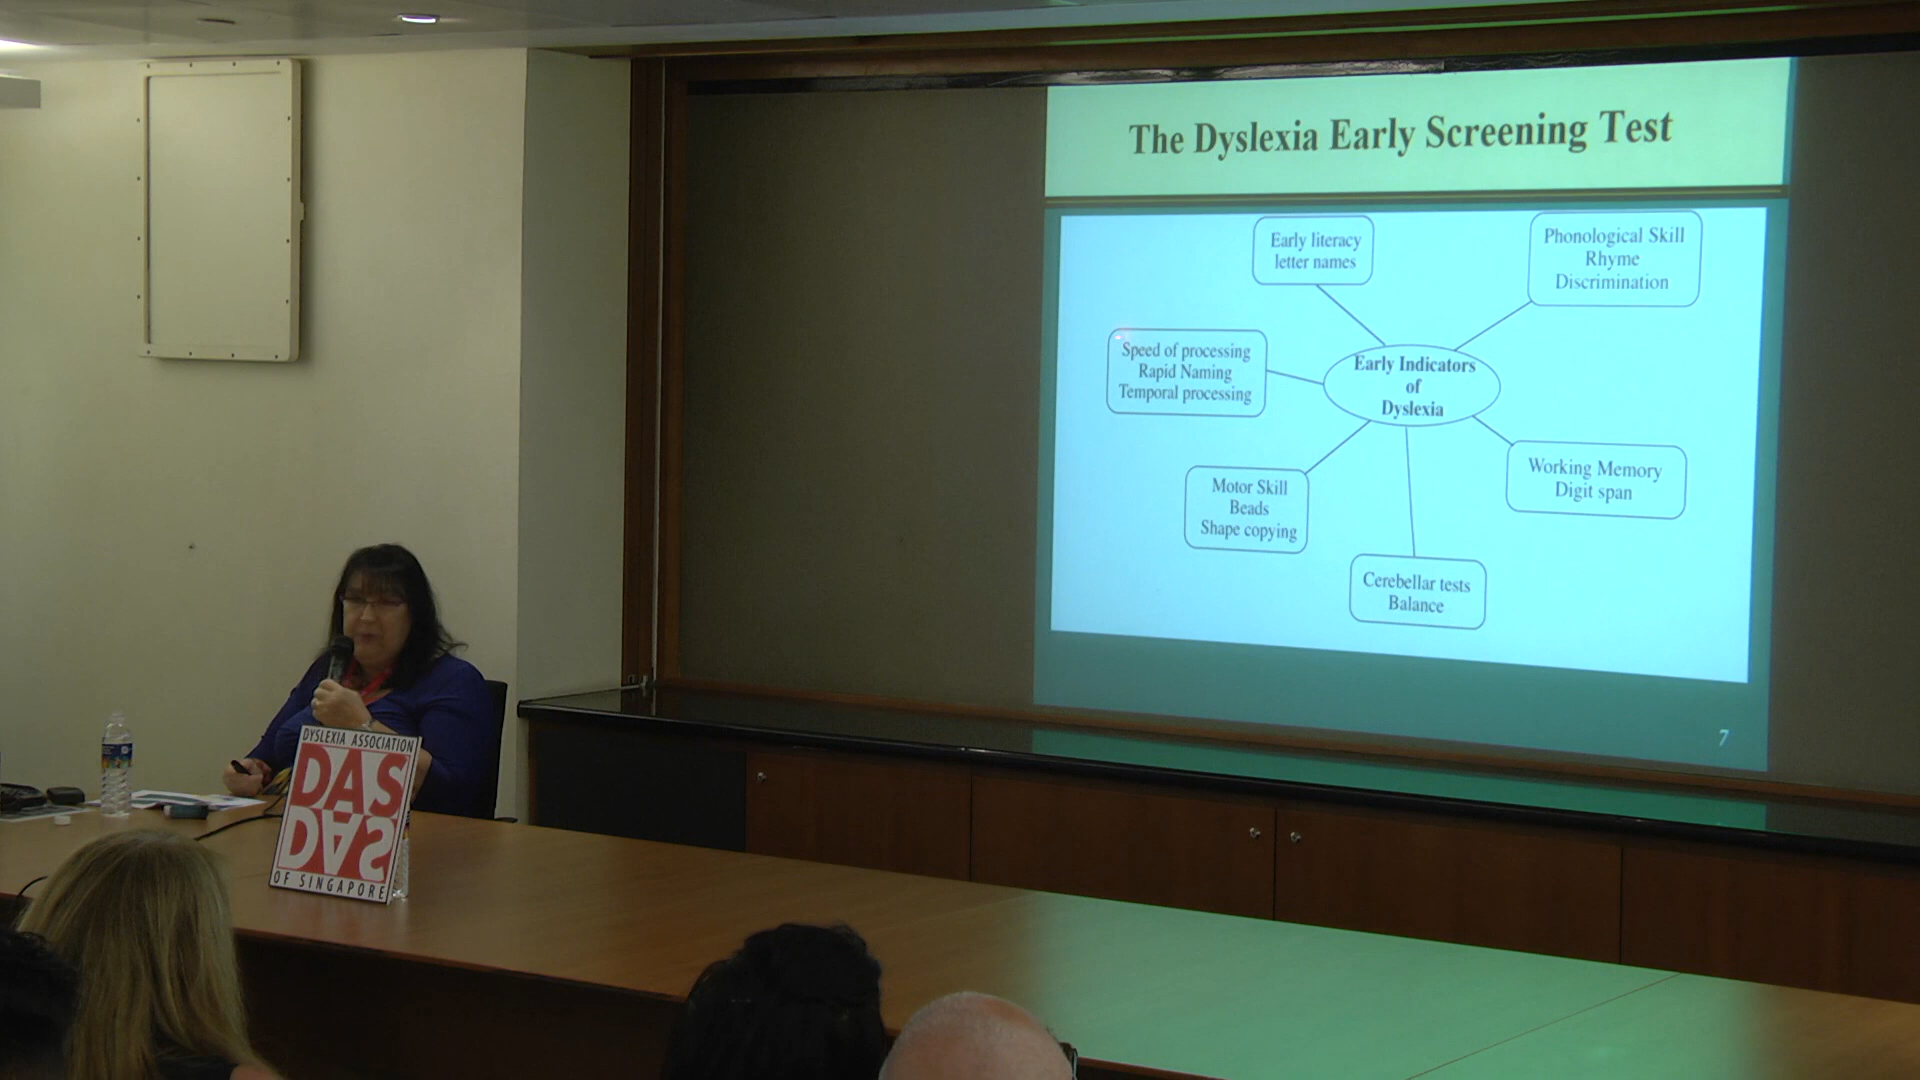 The Dyslexia Early Screening Test
Early literacy
letter names
Phonological Skill
Rhyme
Discrimination
Speed of processing
Rapid Naming
Temporal processing
Early Indicators
of
Dyslexia
Working Memory
Digit span
Motor Skill
Beads
Shape copying
Cerebellar tests
Balance
7
DYSLEXIA ASSOCIATION
DAS
DAS
OF SINGAPORE